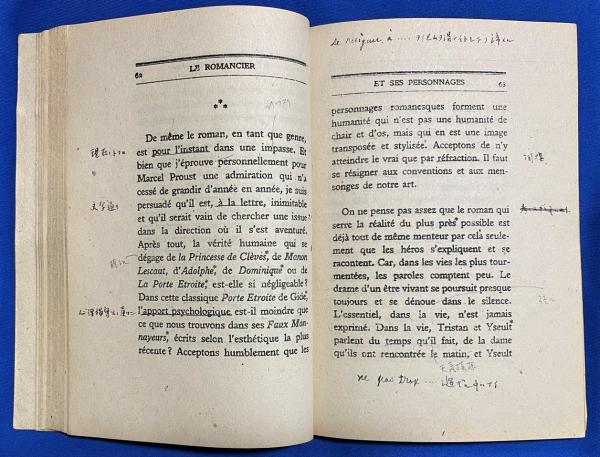 62
LE ROMANCIER
De même le roman, en tant que genre,
est pour l'instant dans une impasse. Et
bien que j'éprouve personnellement pour
Marcel Proust une admiration qui n'a
cessé de grandir d'année en année, je suis
persuadé qu'il est, à la lettre, inimitable
et qu'il serait vain de chercher une issue
dans la direction où il s'est aventuré.
Après tout, la vérité humaine qui se
dégage de la Princesse de Clèves, de Manon
Lescaut, d'Adolphe, de Dominique ou de
La Porte Etroite, est-elle si négligeable ?
Dans cette classique Porte Etroite de Gide,
l'apport psychologique est-il moindre que
ce que nous trouvons dans ses Faux Mon-
nayeurs, écrits selon l'esthétique la plus
récente ? Acceptons humblement que les
se résigner à ....
ET SES PERSONNAGES
63
personnages romanesques forment une
humanité qui n'est pas une humanité de
chair et d'os, mais qui en est une image
transposée et stylisée. Acceptons de n'y
atteindre le vrai que par réfraction. Il faut
se résigner aux conventions et aux men-
songes de notre art.
On ne pense pas assez que le roman qui
serre la réalité du plus près possible est
déjà tout de même menteur par cela seule-
ment que les héros s'expliquent et se
racontent. Car, dans les vies les plus tour-
mentées, les paroles comptent peu. Le
drame d'un être vivant se poursuit presque
toujours et se dénoue dans le silence.
L'essentiel, dans la vie, n'est jamais
exprimé. Dans la vie, Tristan et Yseult
parlent du temps qu'il fait, de la dame
qu'ils ont rencontrée le matin, et Yseult
ne pas trop ....